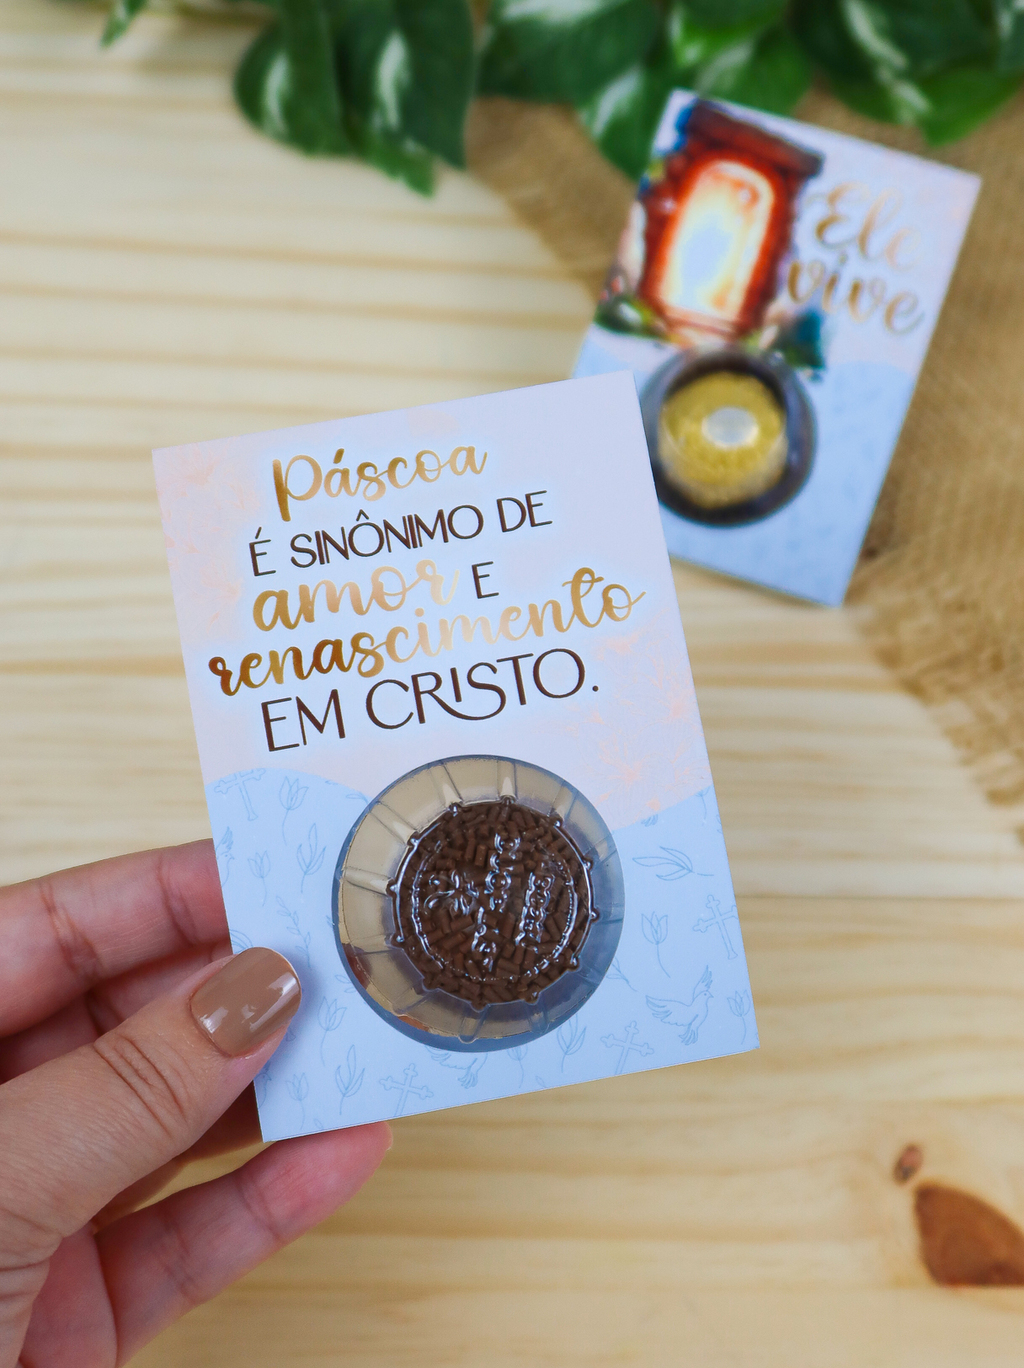 Páscoa
É SINÔNIMO DE
amor E
renascimento
EM CRISTO.
Ele
vive